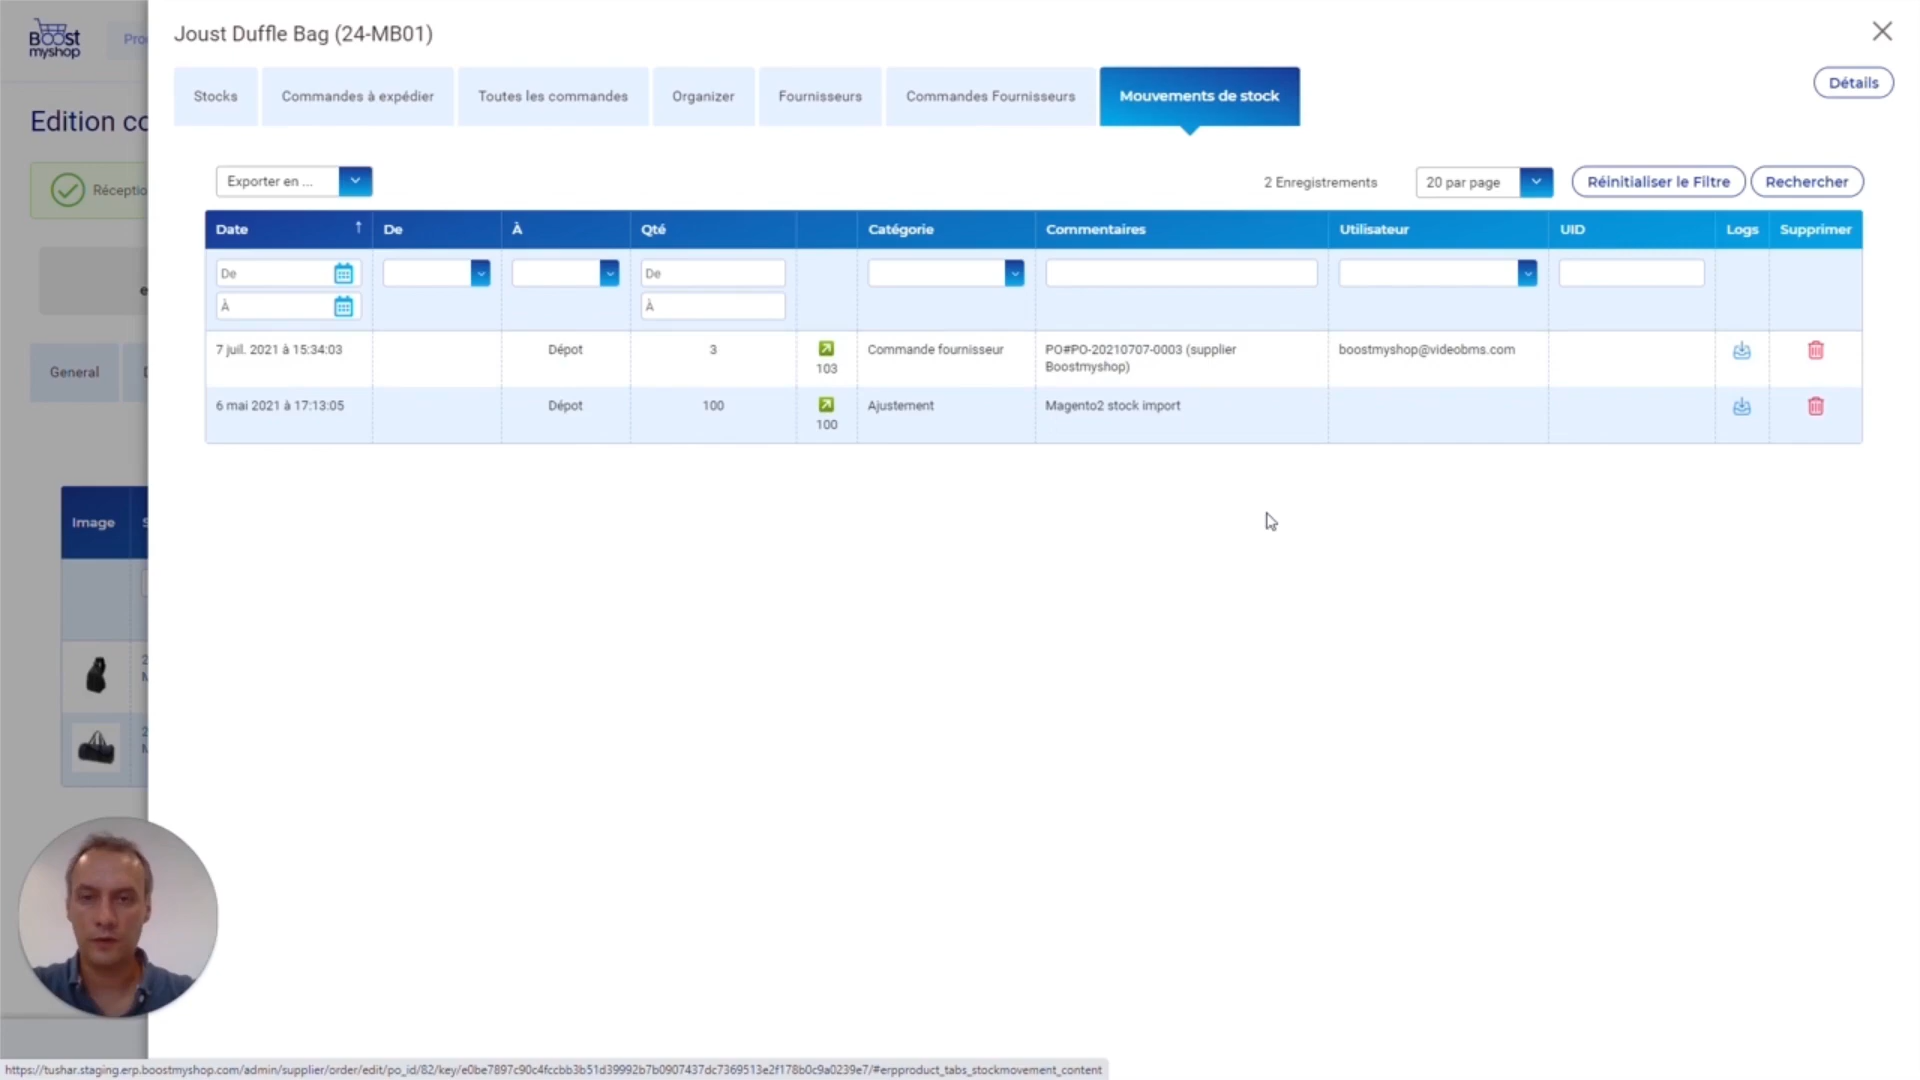 Boost
myshop
Joust Duffle Bag (24-MB01)
Stocks
Commandes à expédier
Toutes les commandes
Organizer
Fournisseurs
Commandes Fournisseurs
Mouvements de stock
Détails
Edition
Exporter en ...
2 Enregistrements
20 par page
Réinitialiser le Filtre
Rechercher
Date De À Qté Catégorie Commentaires Utilisateur UID Logs Supprimer
De De
À À
7 juil. 2021 à 15:34:03 Dépot 3 103 Commande fournisseur PO#PO-20210707-0003 (supplier
Boostmyshop) boostmyshop@videobms.com
6 mai 2021 à 17:13:05 Dépot 100 100 Ajustement Magento2 stock import
General
Image
https://tushar.staging.erp.boostmyshop.com/admin/supplier/order/edit/po_id/82/key/e0be7897c90c4fccbb3b51d39992b7b0907437dc7369513e2f178b0c9a0239e7/#erpproduct_tabs_stockmovement_content